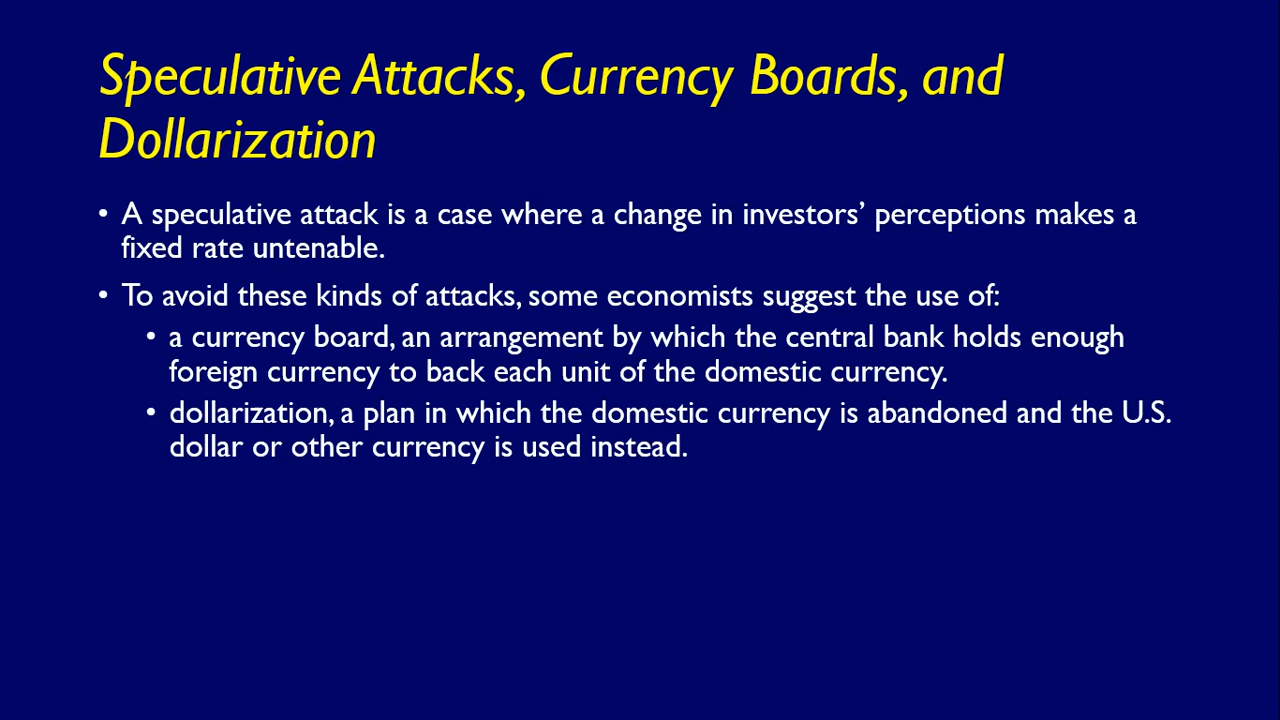 Speculative Attacks, Currency Boards, and
Dollarization
• A speculative attack is a case where a change in investors’ perceptions makes a
fixed rate untenable.
• To avoid these kinds of attacks, some economists suggest the use of:
• a currency board, an arrangement by which the central bank holds enough
foreign currency to back each unit of the domestic currency.
• dollarization, a plan in which the domestic currency is abandoned and the U.S.
dollar or other currency is used instead.